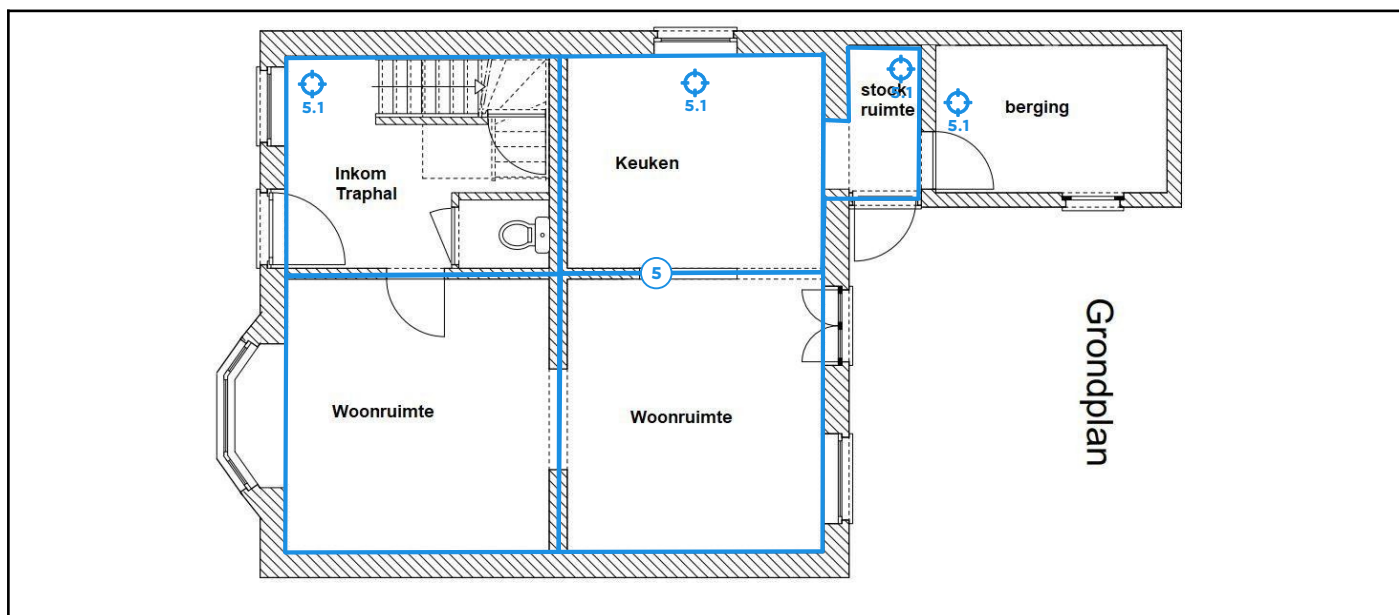 5.1
Inkom
Traphal
5.1
Keuken
stock
ruimte
5.1
5.1
berging
5
Woonruimte
Woonruimte
Grondplan